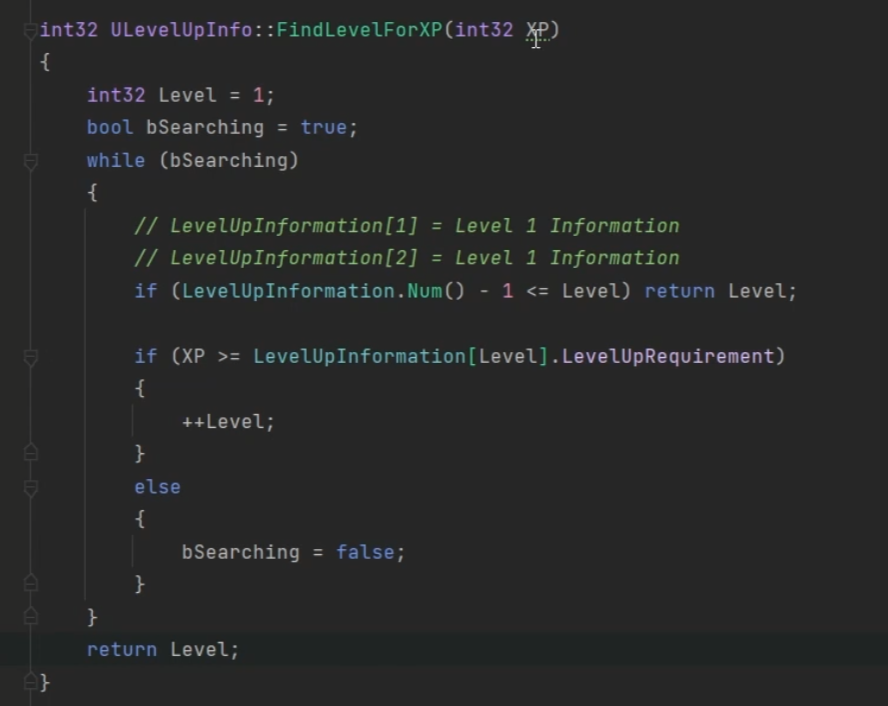 int32 ULevelUpInfo::FindLevelForXP(int32 XP)
{
    int32 Level = 1;
    bool bSearching = true;
    while (bSearching)
    {
        // LevelUpInformation[1] = Level 1 Information
        // LevelUpInformation[2] = Level 1 Information
        if (LevelUpInformation.Num() - 1 <= Level) return Level;

        if (XP >= LevelUpInformation[Level].LevelUpRequirement)
        {
            ++Level;
        }
        else
        {
            bSearching = false;
        }
    }
    return Level;
}